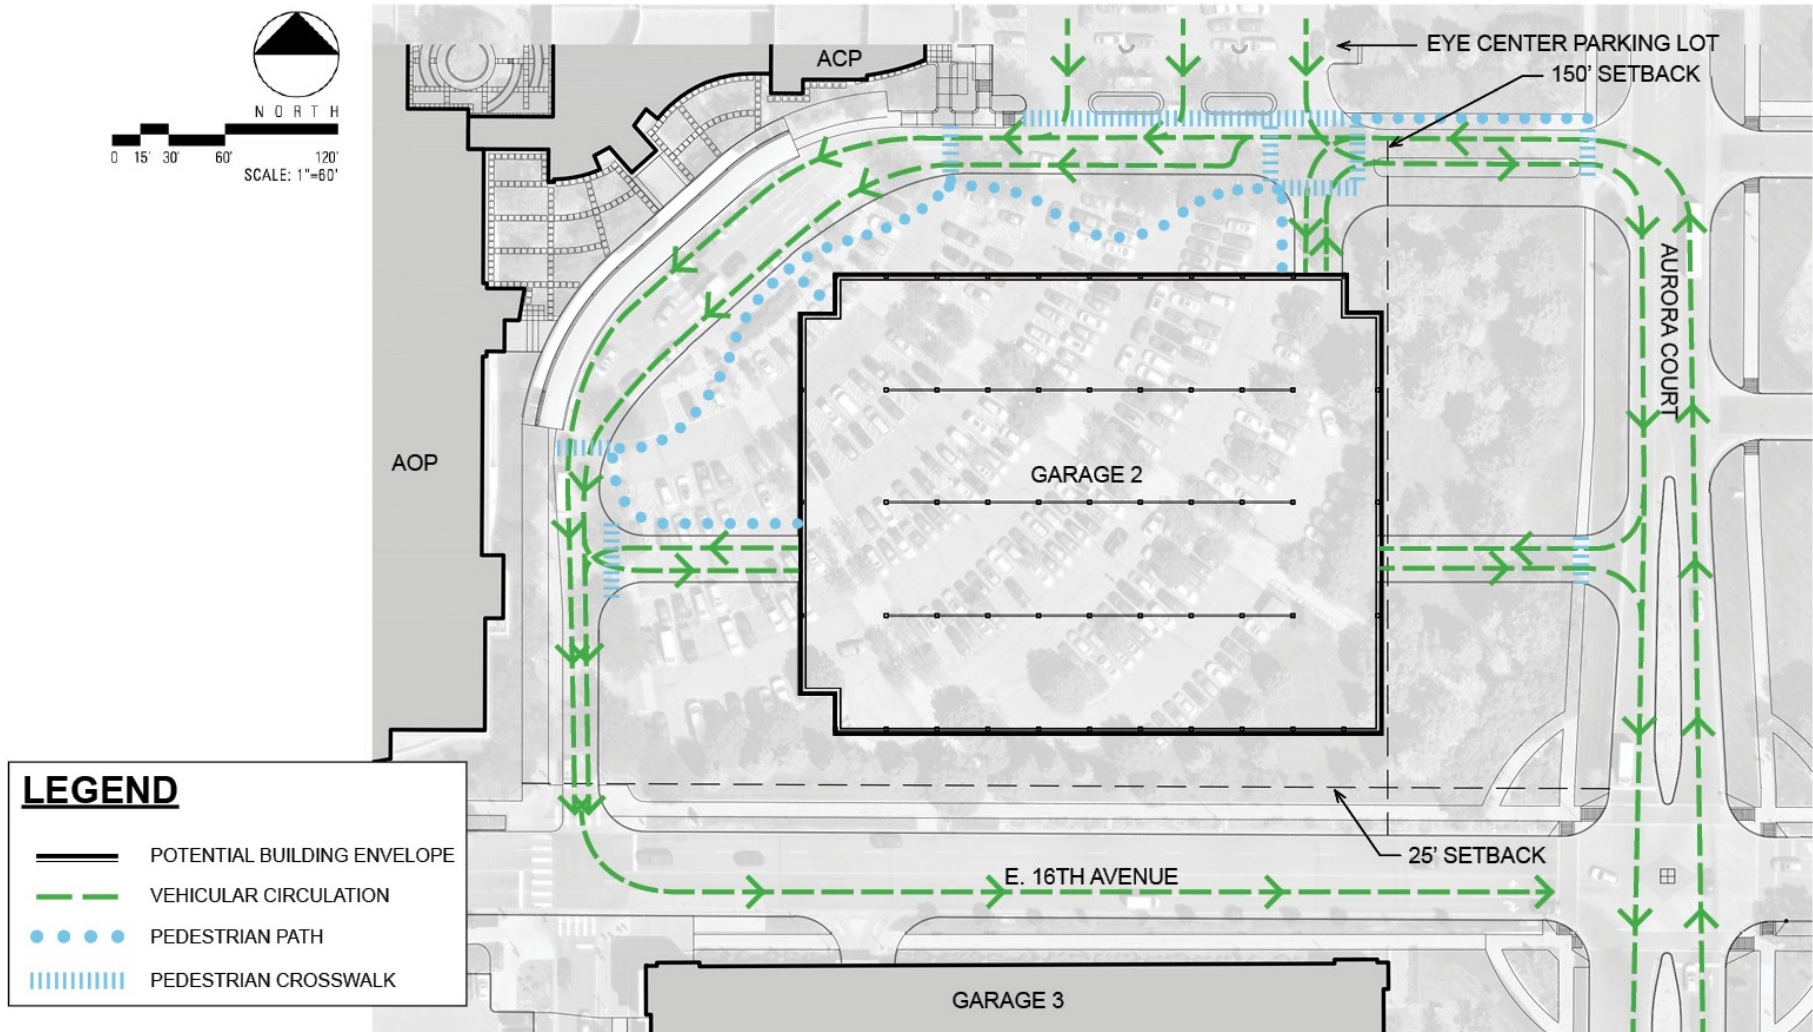 EYE CENTER PARKING LOT
150' SETBACK
ACP
NORTH
0 15' 30' 60' 120'
SCALE: 1"=60'
AURORA COURT
AOP
GARAGE 2
LEGEND
POTENTIAL BUILDING ENVELOPE
VEHICULAR CIRCULATION
PEDESTRIAN PATH
PEDESTRIAN CROSSWALK
25' SETBACK
E. 16TH AVENUE
GARAGE 3